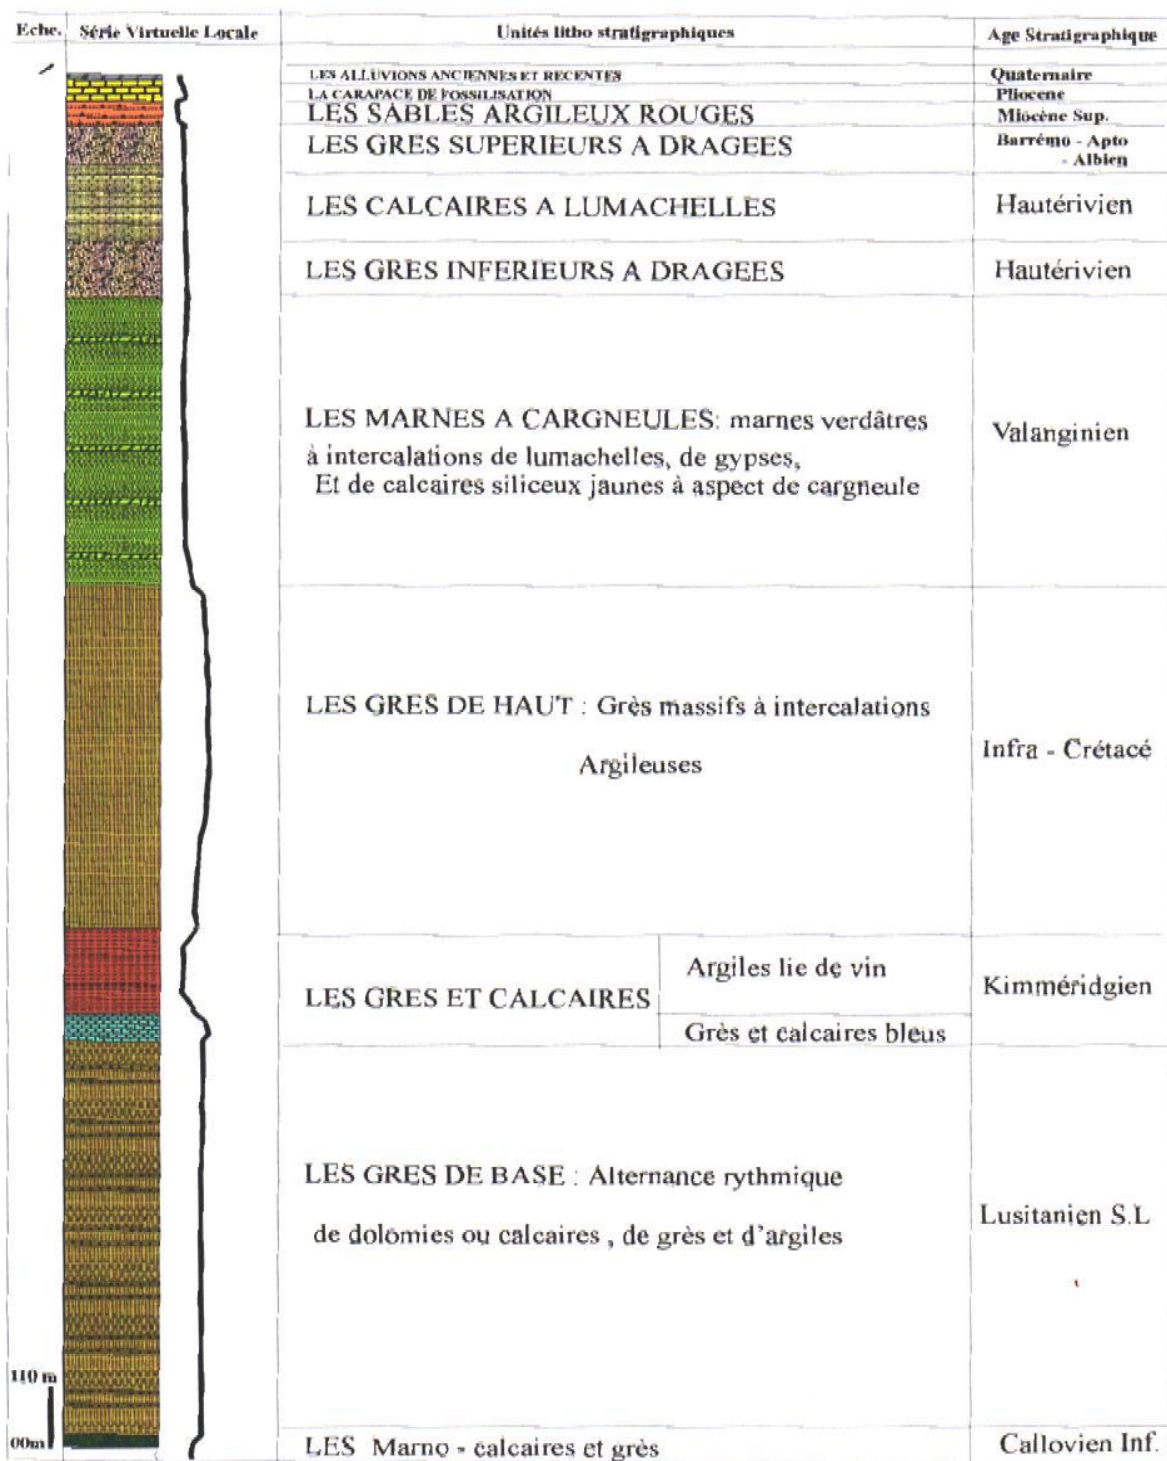 Eche. Série Virtuelle Locale Unités litho stratigraphiques Age Stratigraphique
LES ALLUVIONS ANCIENNES ET RECENTES Quaternaire
LA CARAPACE DE FOSSILISATION Pliocene
LES SABLES ARGILEUX ROUGES Miocène Sup.
LES GRES SUPERIEURS A DRAGEES Barrémo - Apto
- Albien
LES CALCAIRES A LUMACHELLES Hautérivien
LES GRES INFERIEURS A DRAGEES Hautérivien
LES MARNES A CARGNEULES: marnes verdâtres
à intercalations de lumachelles, de gypses,
Et de calcaires siliceux jaunes à aspect de cargneule
Valanginien
LES GRES DE HAUT : Grès massifs à intercalations
Argileuses
Infra - Crétacé
LES GRES ET CALCAIRES
Argiles lie de vin
Grès et calcaires bleus
Kimméridgien
LES GRES DE BASE : Alternance rythmique
de dolomies ou calcaires , de grès et d'argiles
Lusitanien S.L
110 m
00m
LES Marno - calcaires et grès Callovien Inf.